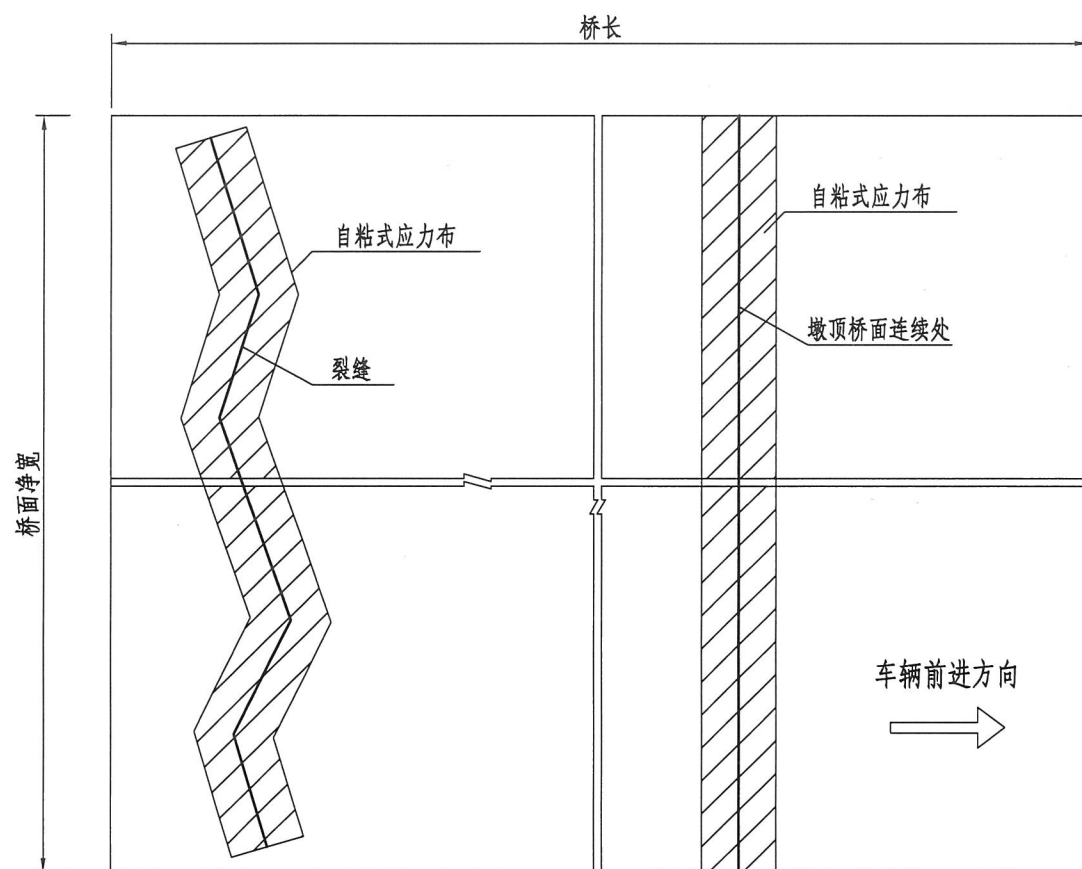 桥长
自粘式应力布
自粘式应力布
墩顶桥面连续处
裂缝
桥面净宽
车辆前进方向